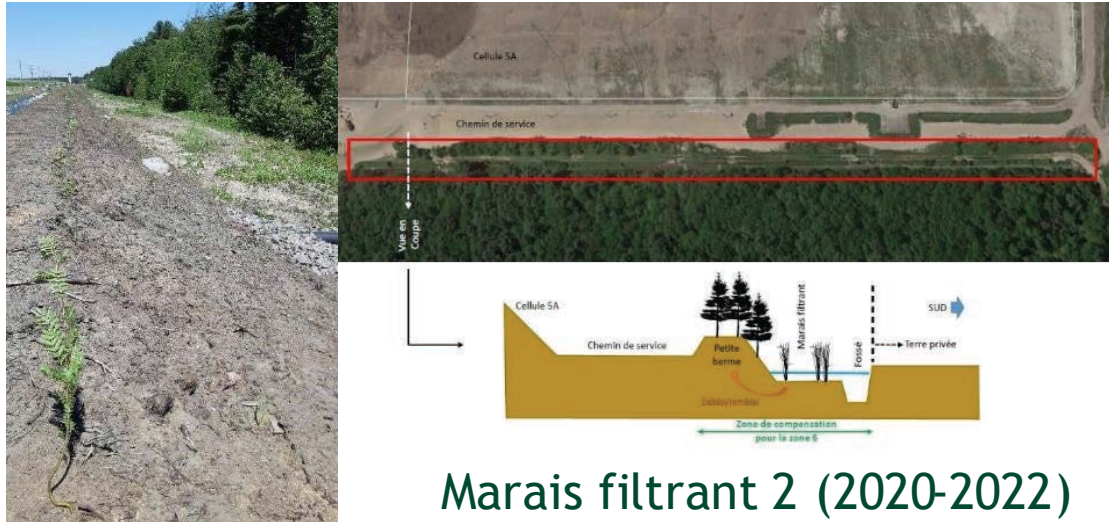 Cellule 5A
Chemin de service
Vue en
Coupe
Cellule 5A
Chemin de service
Petite
berme
Marais filtrant
Fossé
SUD
Terre privée
Déblai/remblai
Zone de compensation
pour la zone 6
Marais filtrant 2 (2020-2022)